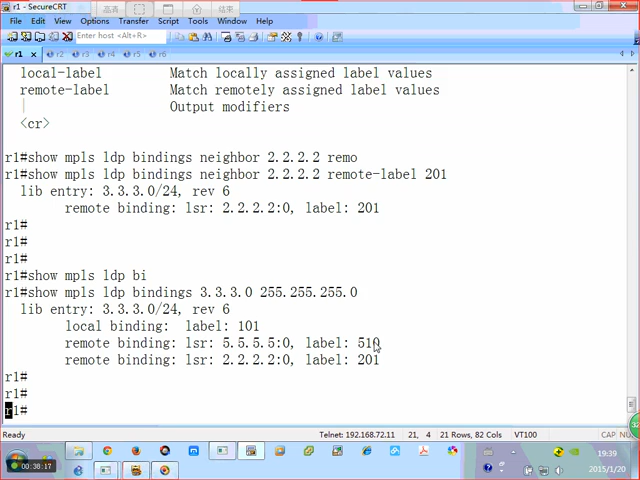 r1 - SecureCRT
File Edit View Options Transfer Script Tools Window Help
Enter host <Alt+R>
r1 r2 r3 r4 r5 r6
local-label Match locally assigned label values
remote-label Match remotely assigned label values
| Output modifiers
<cr>
r1#show mpls ldp bindings neighbor 2.2.2.2 remo
r1#show mpls ldp bindings neighbor 2.2.2.2 remote-label 201
lib entry: 3.3.3.0/24, rev 6
remote binding: lsr: 2.2.2.2:0, label: 201
r1#
r1#
r1#
r1#show mpls ldp bi
r1#show mpls ldp bindings 3.3.3.0 255.255.255.0
lib entry: 3.3.3.0/24, rev 6
local binding: label: 101
remote binding: lsr: 5.5.5.5:0, label: 510
remote binding: lsr: 2.2.2.2:0, label: 201
r1#
r1#
r1#
Ready Telnet: 192.168.72.11 21, 4 21 Rows, 82 Cols VT100 CAP NU
00:38:17
19:39
2015/1/20